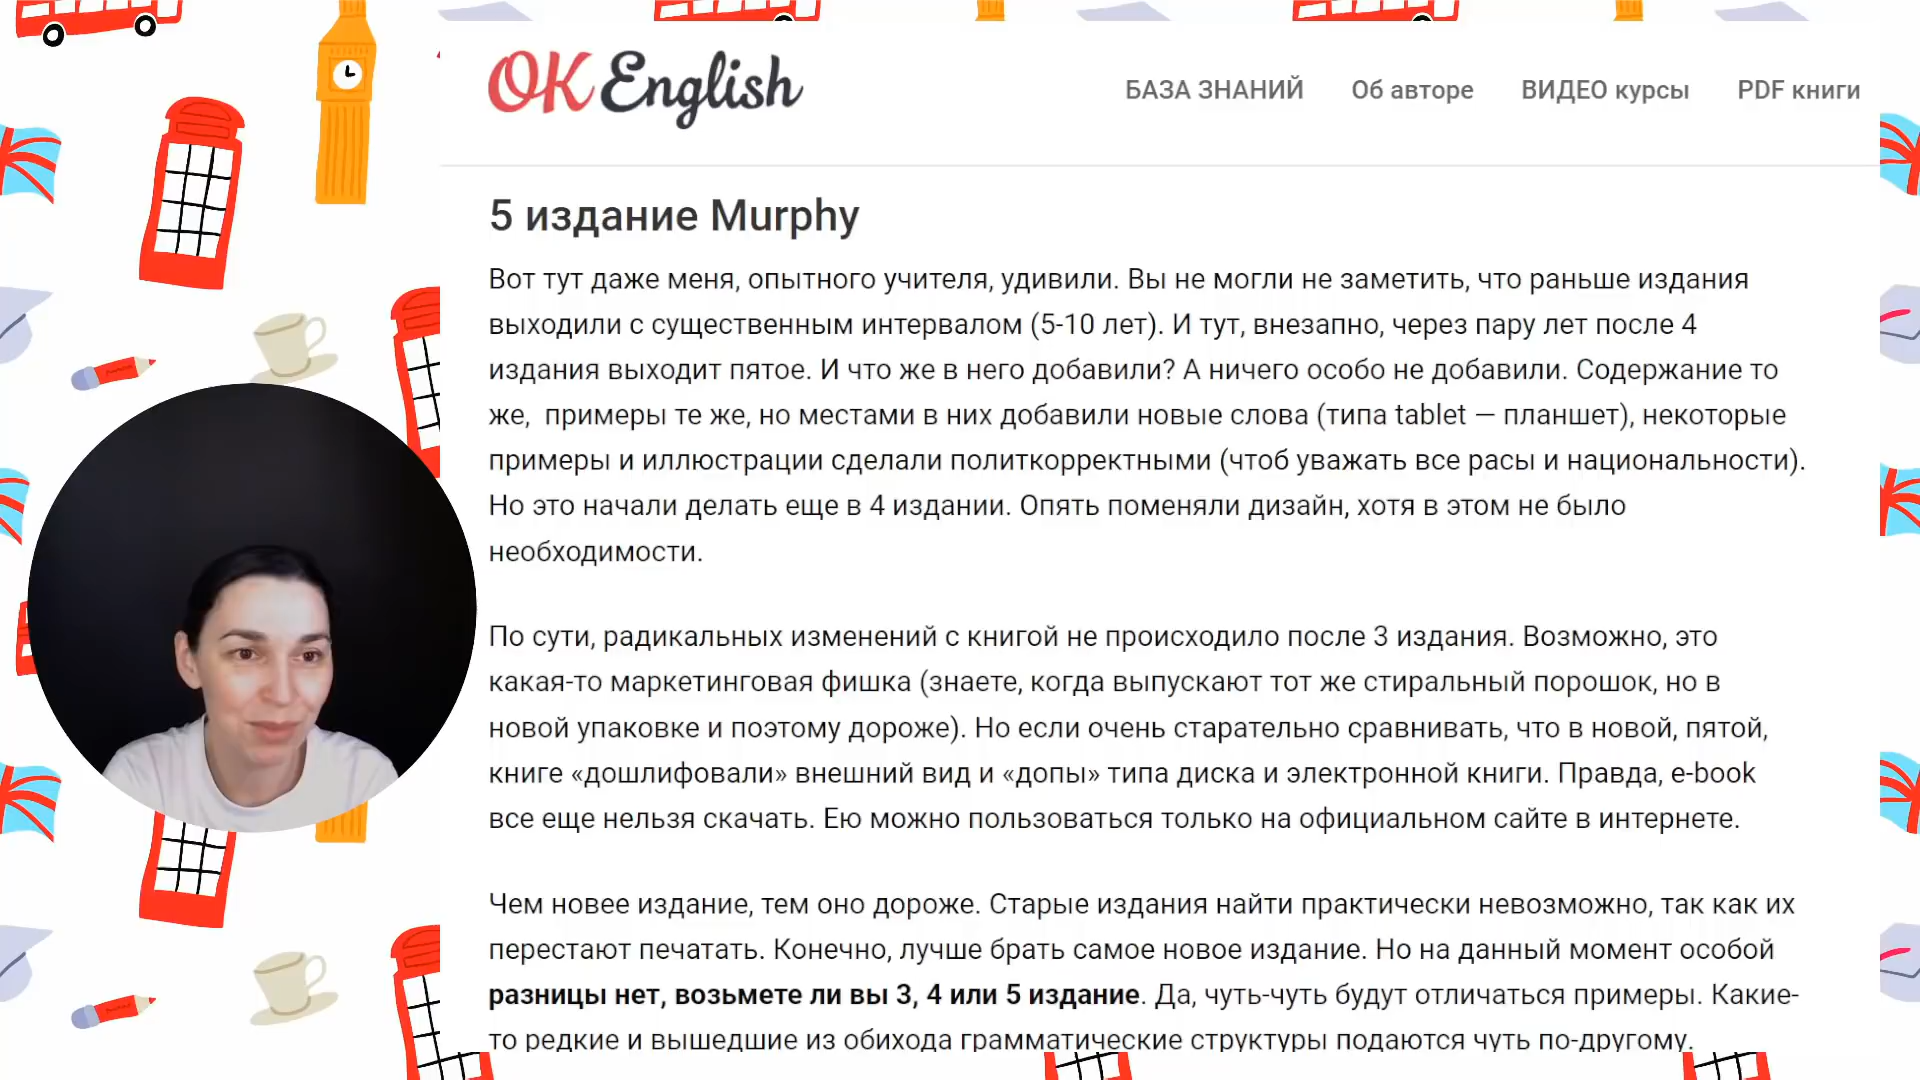 OK English
БАЗА ЗНАНИЙ Об авторе ВИДЕО курсы PDF книги
5 издание Murphy
Вот тут даже меня, опытного учителя, удивили. Вы не могли не заметить, что раньше издания
выходили с существенным интервалом (5-10 лет). И тут, внезапно, через пару лет после 4
издания выходит пятое. И что же в него добавили? А ничего особо не добавили. Содержание то
же, примеры те же, но местами в них добавили новые слова (типа tablet — планшет), некоторые
примеры и иллюстрации сделали политкорректными (чтоб уважать все расы и национальности).
Но это начали делать еще в 4 издании. Опять поменяли дизайн, хотя в этом не было
необходимости.
По сути, радикальных изменений с книгой не происходило после 3 издания. Возможно, это
какая-то маркетинговая фишка (знаете, когда выпускают тот же стиральный порошок, но в
новой упаковке и поэтому дороже). Но если очень старательно сравнивать, что в новой, пятой,
книге «дошлифовали» внешний вид и «допы» типа диска и электронной книги. Правда, e-book
все еще нельзя скачать. Ею можно пользоваться только на официальном сайте в интернете.
Чем новее издание, тем оно дороже. Старые издания найти практически невозможно, так как их
перестают печатать. Конечно, лучше брать самое новое издание. Но на данный момент особой
разницы нет, возьмете ли вы 3, 4 или 5 издание. Да, чуть-чуть будут отличаться примеры. Какие-
то редкие и вышедшие из обихода грамматические структуры подаются чуть по-другому.